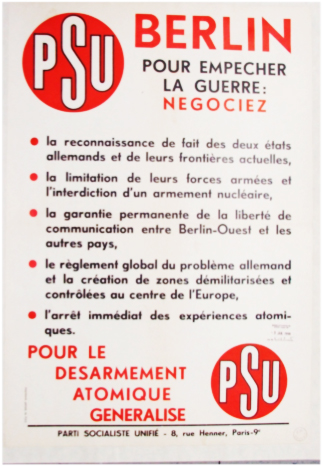 PSU
BERLIN
POUR EMPECHER
LA GUERRE:
NEGOCIEZ
• la reconnaissance de fait des deux états
allemands et de leurs frontières actuelles,
• la limitation de leurs forces armées et
l'interdiction d'un armement nucléaire,
• la garantie permanente de la liberté de
communication entre Berlin-Ouest et les
autres pays,
• le règlement global du problème allemand
et la création de zones démilitarisées et
contrôlées au centre de l'Europe,
• l'arrêt immédiat des expériences atomi-
ques.
POUR LE
DESARMEMENT
ATOMIQUE
GENERALISE
PSU
PARTI SOCIALISTE UNIFIÉ - 8, rue Henner, Paris-9e